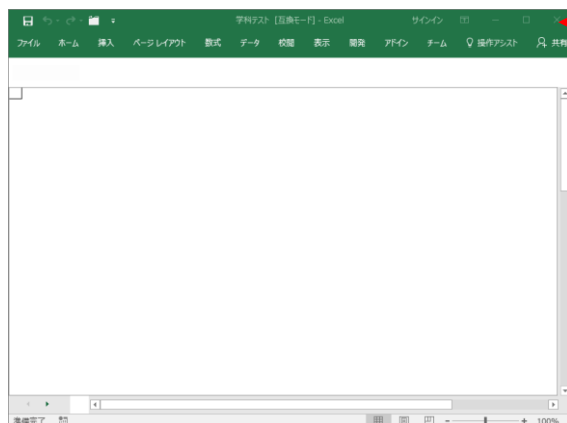 学科テスト [互換モード] - Excel サインイン
ファイル ホーム 挿入 ページ レイアウト 数式 データ 校閲 表示 開発 アドイン チーム 操作アシスト 共有
準備完了 100%